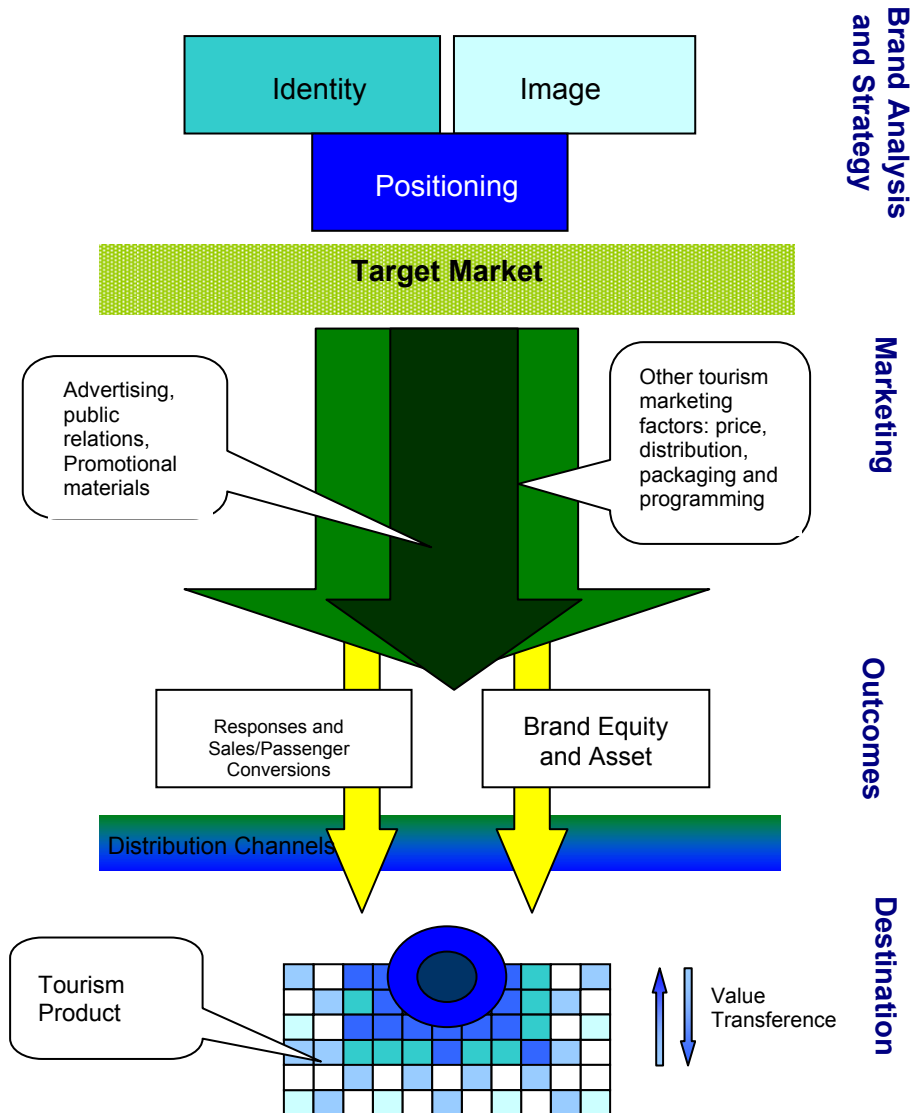 Brand Analysis
and Strategy
Identity
Image
Positioning
Target Market
Marketing
Advertising,
public
relations,
Promotional
materials
Other tourism
marketing
factors: price,
distribution,
packaging and
programming
Outcomes
Responses and
Sales/Passenger
Conversions
Brand Equity
and Asset
Distribution Channels
Destination
Tourism
Product
Value
Transference